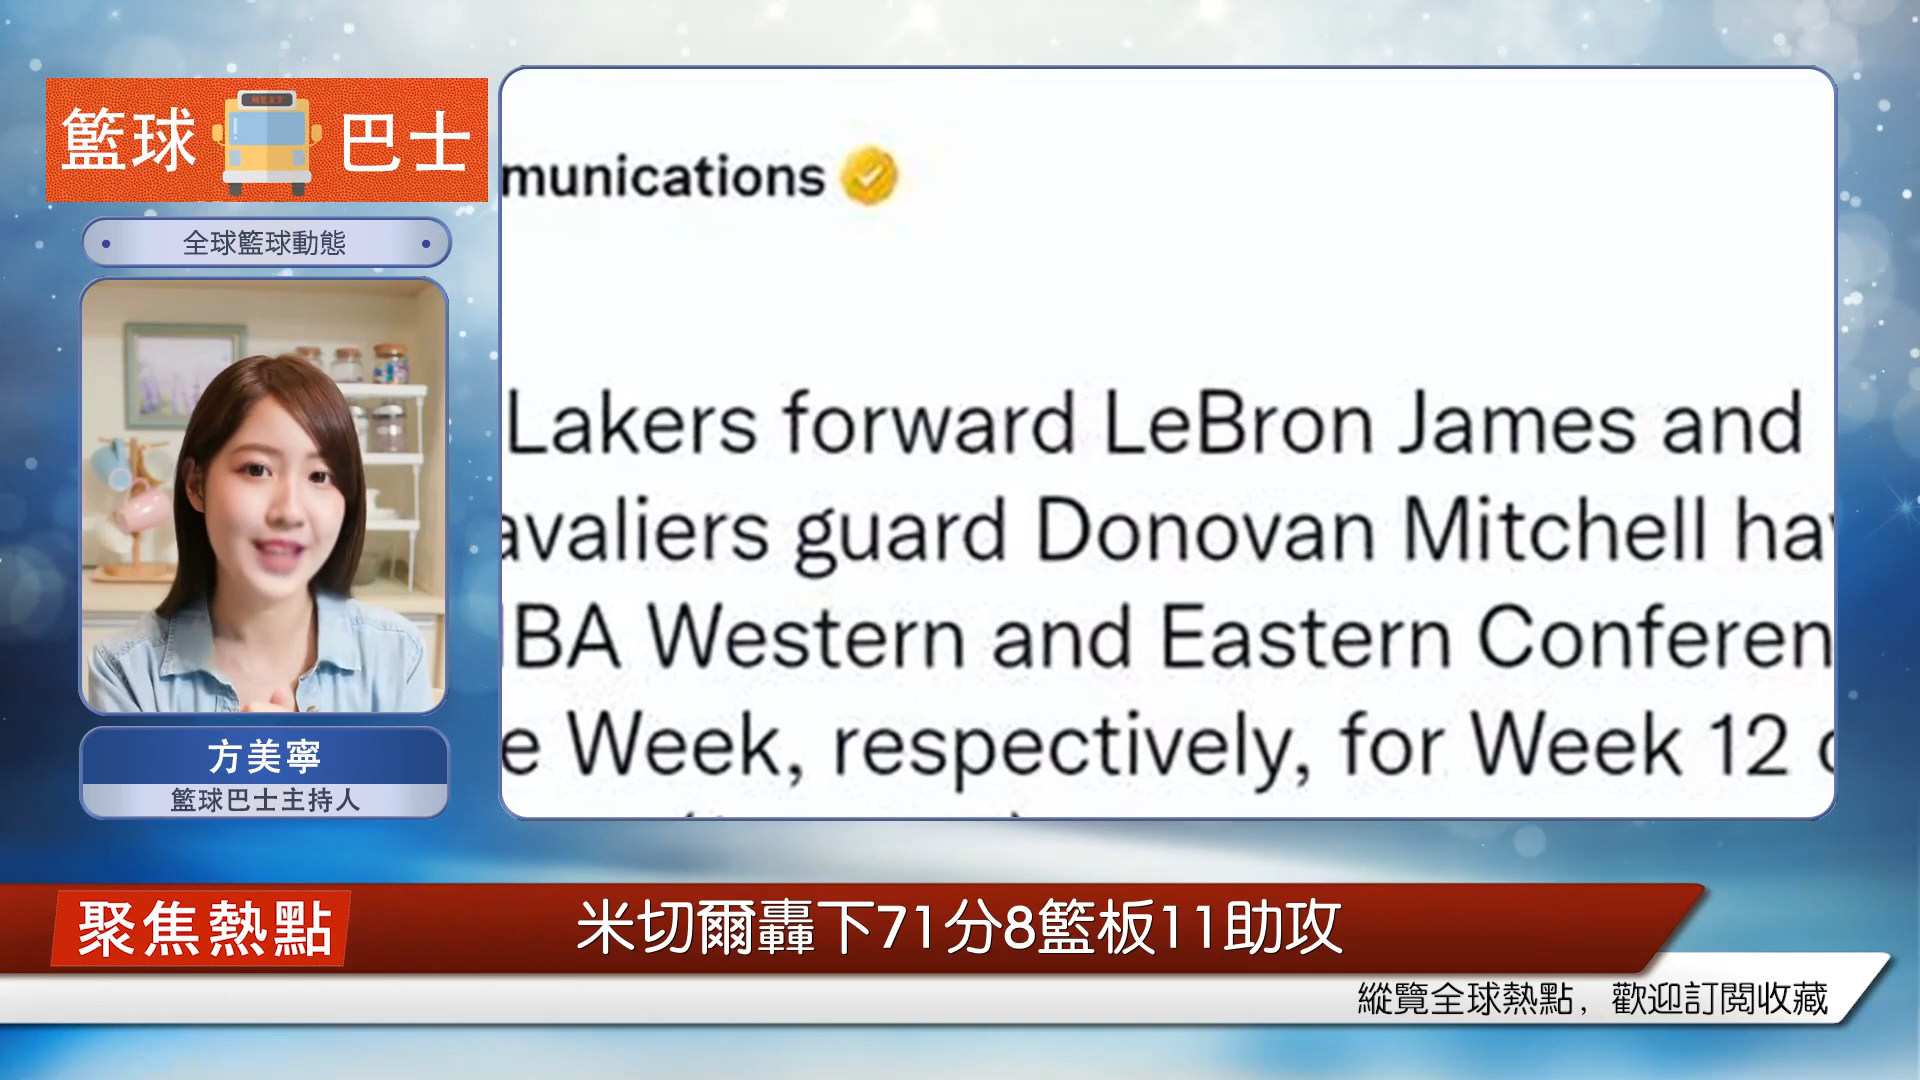 籃球巴士
全球籃球動態
方美寧
籃球巴士主持人
munications
Lakers forward LeBron James and
avaliers guard Donovan Mitchell hav
BA Western and Eastern Conferen
e Week, respectively, for Week 12
聚焦熱點
米切爾轟下71分8籃板11助攻
縱覽全球熱點，歡迎訂閱收藏